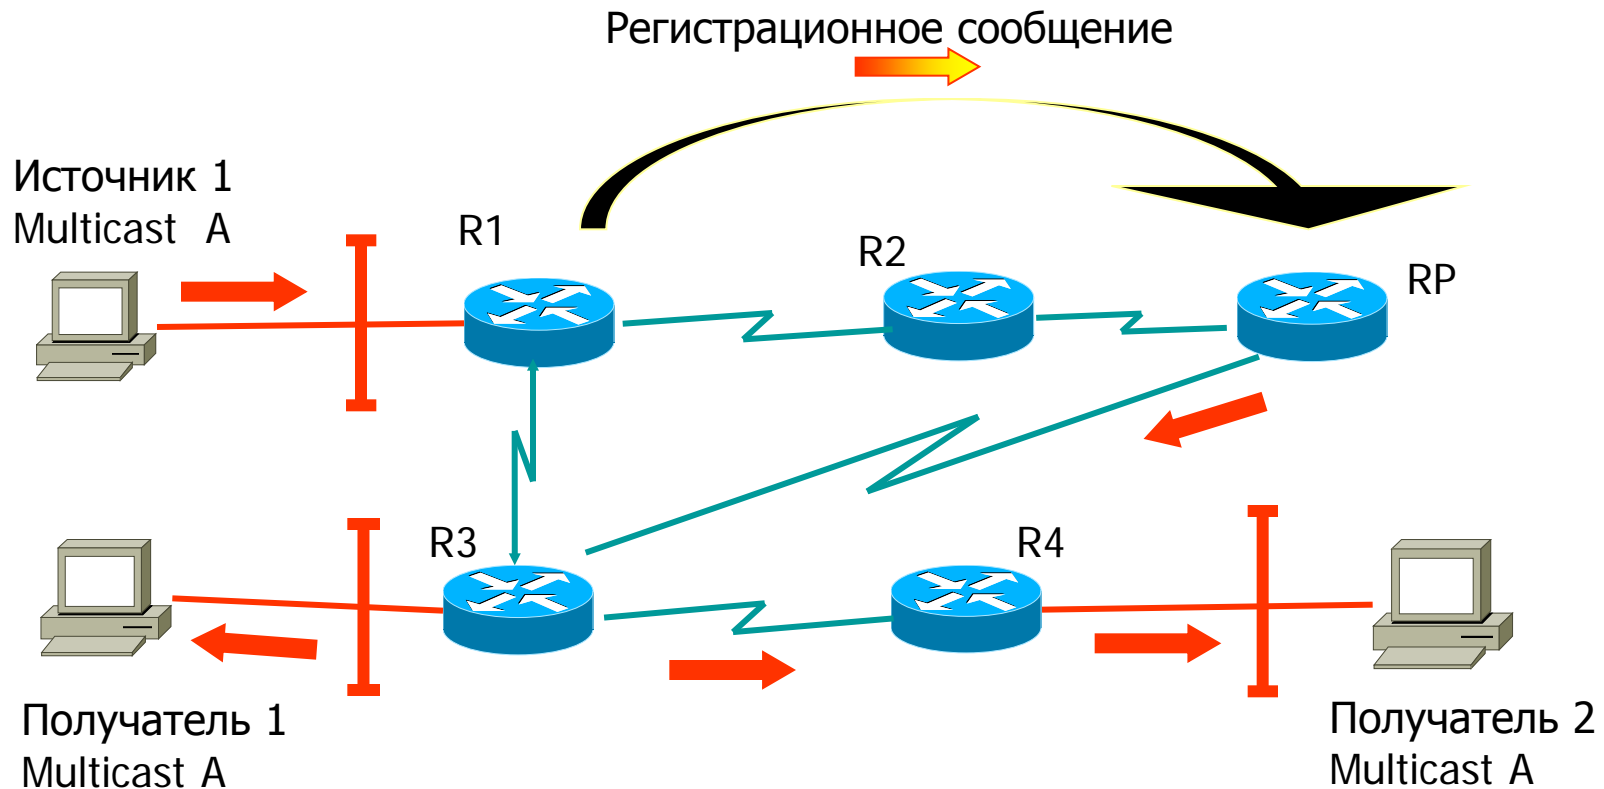 Регистрационное сообщение
Источник 1
Multicast A
R1
R2
RP
R3
R4
Получатель 1
Multicast A
Получатель 2
Multicast A